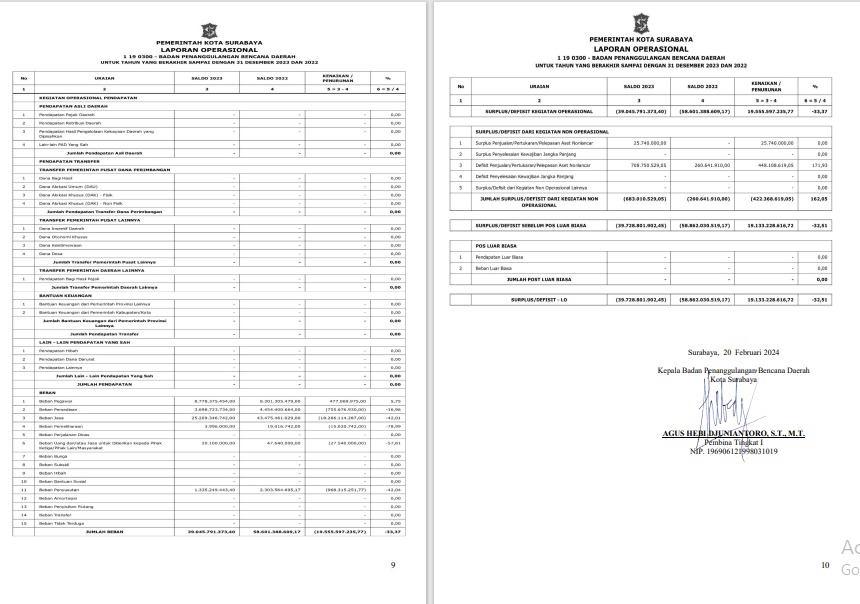 PEMERINTAH KOTA SURABAYA
LAPORAN OPERASIONAL
1 19 0300 - BADAN PENANGGULANGAN BENCANA DAERAH
UNTUK TAHUN YANG BERAKHIR SAMPAI DENGAN 31 DESEMBER 2023 DAN 2022
No URAIAN SALDO 2023 SALDO 2022 KENAIKAN / PENURUNAN %
1 2 3 4 5 = 3 - 4 6 = 5 / 4
KEGIATAN OPERASIONAL PENDAPATAN
PENDAPATAN ASLI DAERAH
1 Pendapatan Pajak Daerah - - - 0,00
2 Pendapatan Retribusi Daerah - - - 0,00
3 Pendapatan Hasil Pengelolaan Kekayaan Daerah yang Dipisahkan - - - 0,00
4 Lain-lain PAD Yang Sah - - - 0,00
Jumlah Pendapatan Asli Daerah - - - 0,00
PENDAPATAN TRANSFER
TRANSFER PEMERINTAH PUSAT DANA PERIMBANGAN
1 Dana Bagi Hasil - - - 0,00
2 Dana Alokasi Umum (DAU) - - - 0,00
3 Dana Alokasi Khusus (DAK) - Fisik - - - 0,00
4 Dana Alokasi Khusus (DAK) - Non Fisik - - - 0,00
Jumlah Pendapatan Transfer Dana Perimbangan - - - 0,00
TRANSFER PEMERINTAH PUSAT LAINNYA
1 Dana Insentif Daerah - - - 0,00
2 Dana Otonomi Khusus - - - 0,00
3 Dana Keistimewaan - - - 0,00
4 Dana Desa - - - 0,00
Jumlah Transfer Pemerintah Pusat Lainnya - - - 0,00
TRANSFER PEMERINTAH DAERAH LAINNYA
1 Pendapatan Bagi Hasil Pajak - - - 0,00
Jumlah Transfer Pemerintah Daerah Lainnya - - - 0,00
BANTUAN KEUANGAN
1 Bantuan Keuangan dari Pemerintah Provinsi Lainnya - - - 0,00
2 Bantuan Keuangan dari Pemerintah Kabupaten/Kota - - - 0,00
Jumlah Bantuan Keuangan dari Pemerintah Provinsi Lainnya - - - 0,00
Jumlah Pendapatan Transfer - - - 0,00
LAIN - LAIN PENDAPATAN YANG SAH
1 Pendapatan Hibah - - - 0,00
2 Pendapatan Dana Darurat - - - 0,00
3 Pendapatan Lainnya - - - 0,00
Jumlah Lain - Lain Pendapatan Yang Sah - - - 0,00
JUMLAH PENDAPATAN - - - 0,00
BEBAN
1 Beban Pegawai 8.778.375.454,00 8.301.305.479,00 477.069.975,00 5,75
2 Beban Persediaan 3.698.723.734,00 4.454.400.664,00 (755.676.930,00) -16,96
3 Beban Jasa 25.209.346.742,00 43.475.461.029,00 (18.266.114.287,00) -42,01
4 Beban Pemeliharaan 3.996.000,00 19.016.742,00 (15.020.742,00) -78,99
5 Beban Perjalanan Dinas - - - 0,00
6 Beban Uang dan/atau Jasa untuk Diberikan kepada Pihak Ketiga/Pihak Lain/Masyarakat 20.100.000,00 47.640.000,00 (27.540.000,00) -57,81
7 Beban Bunga - - - 0,00
8 Beban Subsidi - - - 0,00
9 Beban Hibah - - - 0,00
10 Beban Bantuan Sosial - - - 0,00
11 Beban Penyusutan 1.335.249.443,40 2.303.564.695,17 (968.315.251,77) -42,04
12 Beban Amortisasi - - - 0,00
13 Beban Penyisihan Piutang - - - 0,00
14 Beban Transfer - - - 0,00
15 Beban Tidak Terduga - - - 0,00
JUMLAH BEBAN 39.045.791.373,40 58.601.388.609,17 (19.555.597.235,77) -33,37
9
PEMERINTAH KOTA SURABAYA
LAPORAN OPERASIONAL
1 19 0300 - BADAN PENANGGULANGAN BENCANA DAERAH
UNTUK TAHUN YANG BERAKHIR SAMPAI DENGAN 31 DESEMBER 2023 DAN 2022
No URAIAN SALDO 2023 SALDO 2022 KENAIKAN / PENURUNAN %
1 2 3 4 5 = 3 - 4 6 = 5 / 4
SURPLUS/DEFISIT KEGIATAN OPERASIONAL (39.045.791.373,40) (58.601.388.609,17) 19.555.597.235,77 -33,37
SURPLUS/DEFISIT DARI KEGIATAN NON OPERASIONAL
1 Surplus Penjualan/Pertukaran/Pelepasan Aset Nonlancar 25.740.000,00 - 25.740.000,00 0,00
2 Surplus Penyelesaian Kewajiban Jangka Panjang - - - 0,00
3 Defisit Penjualan/Pertukaran/Pelepasan Aset Nonlancar 708.750.529,05 260.641.910,00 448.108.619,05 171,93
4 Defisit Penyelesaian Kewajiban Jangka Panjang - - - 0,00
5 Surplus/Defisit dari Kegiatan Non Operasional Lainnya - - - 0,00
JUMLAH SURPLUS/DEFISIT DARI KEGIATAN NON OPERASIONAL (683.010.529,05) (260.641.910,00) (422.368.619,05) 162,05
SURPLUS/DEFISIT SEBELUM POS LUAR BIASA (39.728.801.902,45) (58.862.030.519,17) 19.133.228.616,72 -32,51
POS LUAR BIASA
1 Pendapatan Luar Biasa - - - 0,00
2 Beban Luar Biasa - - - 0,00
JUMLAH POST LUAR BIASA - - - 0,00
SURPLUS/DEFISIT - LO (39.728.801.902,45) (58.862.030.519,17) 19.133.228.616,72 -32,51
Surabaya, 20 Februari 2024
Kepala Badan Penanggulangan Bencana Daerah
Kota Surabaya
AGUS HEBI DJUNIANTORO, S.T., M.T.
Pembina Tingkat I
NIP. 196906121998031019
10